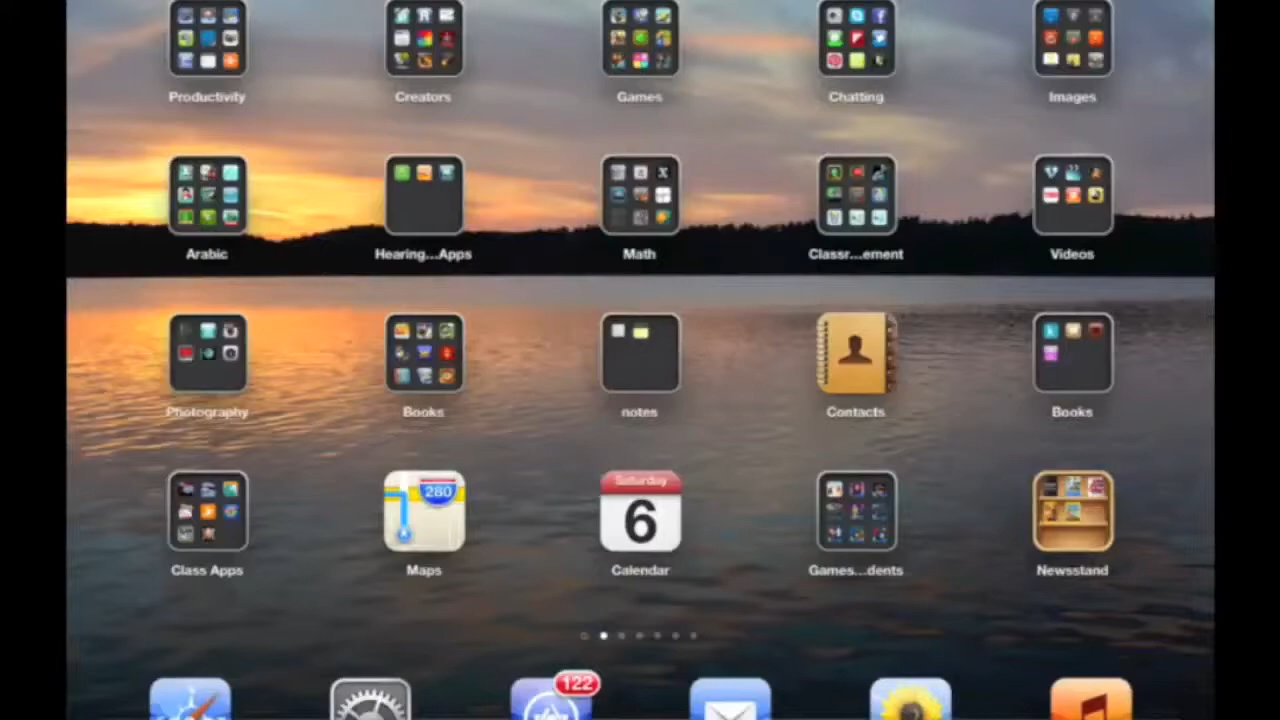 Productivity Creators Games Chatting Images
Arabic Hearing...Apps Math Classr...ement Videos
Photography Books notes Contacts Books
280 Saturday
6
Class Apps Maps Calendar Games...dents Newsstand
122